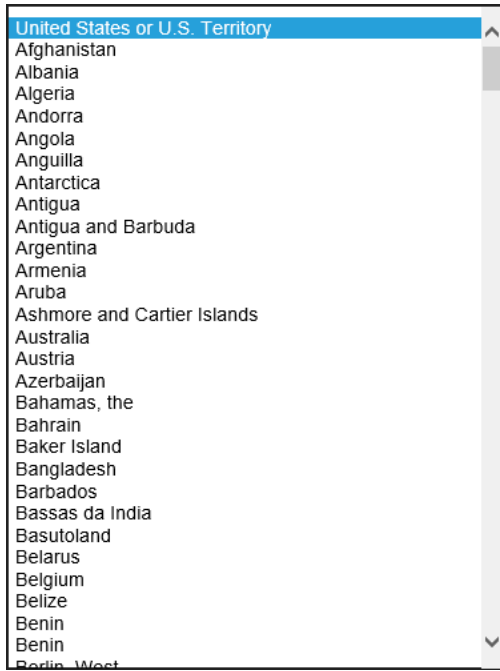 United States or U.S. Territory
Afghanistan
Albania
Algeria
Andorra
Angola
Anguilla
Antarctica
Antigua
Antigua and Barbuda
Argentina
Armenia
Aruba
Ashmore and Cartier Islands
Australia
Austria
Azerbaijan
Bahamas, the
Bahrain
Baker Island
Bangladesh
Barbados
Bassas da India
Basutoland
Belarus
Belgium
Belize
Benin
Benin
Berlin, West